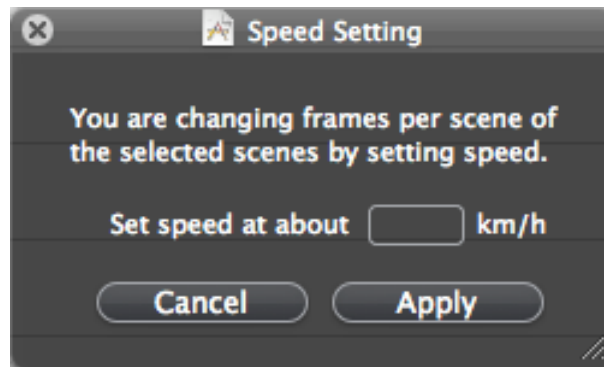 Speed Setting
You are changing frames per scene of
the selected scenes by setting speed.
Set speed at about km/h
Cancel Apply